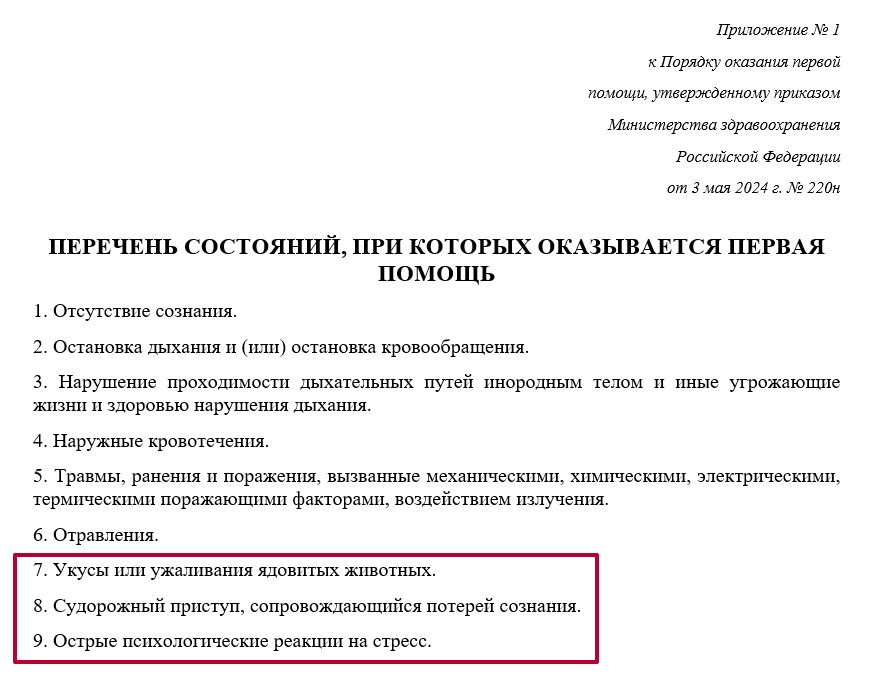 Приложение № 1
к Порядку оказания первой
помощи, утвержденному приказом
Министерства здравоохранения
Российской Федерации
от 3 мая 2024 г. № 220н
ПЕРЕЧЕНЬ СОСТОЯНИЙ, ПРИ КОТОРЫХ ОКАЗЫВАЕТСЯ ПЕРВАЯ
ПОМОЩЬ
1. Отсутствие сознания.
2. Остановка дыхания и (или) остановка кровообращения.
3. Нарушение проходимости дыхательных путей инородным телом и иные угрожающие
жизни и здоровью нарушения дыхания.
4. Наружные кровотечения.
5. Травмы, ранения и поражения, вызванные механическими, химическими, электрическими,
термическими поражающими факторами, воздействием излучения.
6. Отравления.
7. Укусы или ужаливания ядовитых животных.
8. Судорожный приступ, сопровождающийся потерей сознания.
9. Острые психологические реакции на стресс.